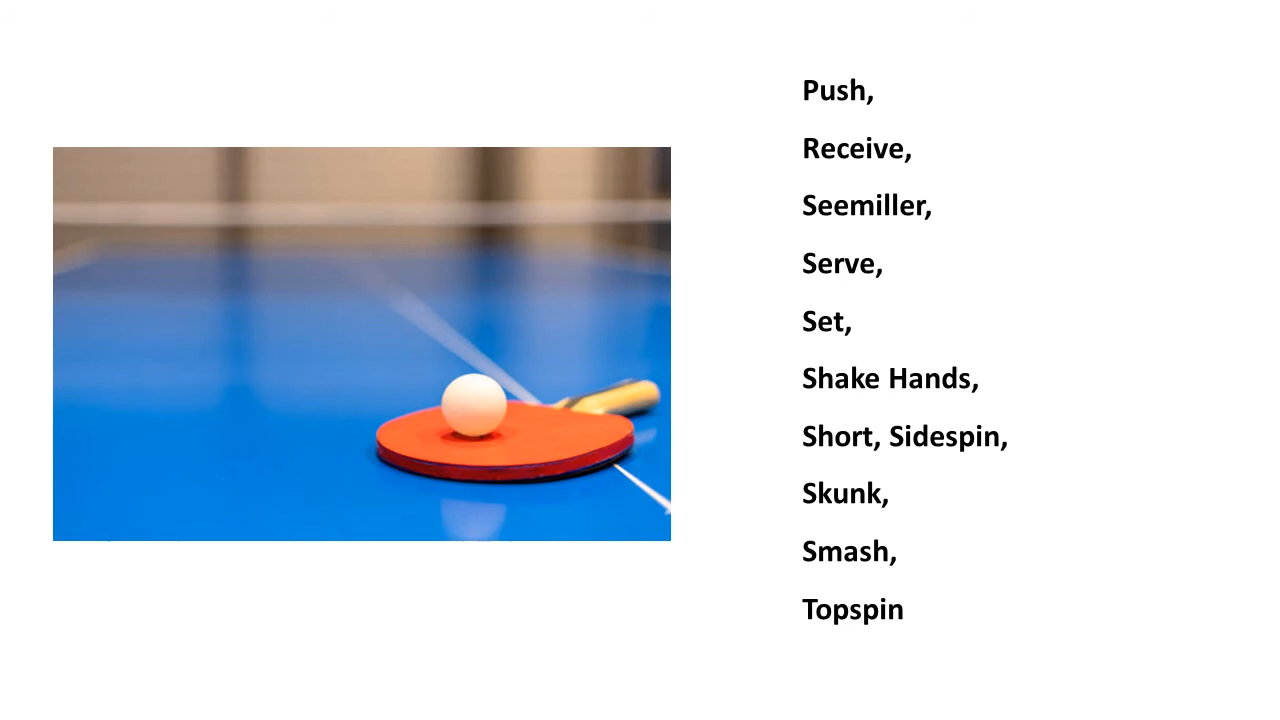 Push,
Receive,
Seemiller,
Serve,
Set,
Shake Hands,
Short, Sidespin,
Skunk,
Smash,
Topspin